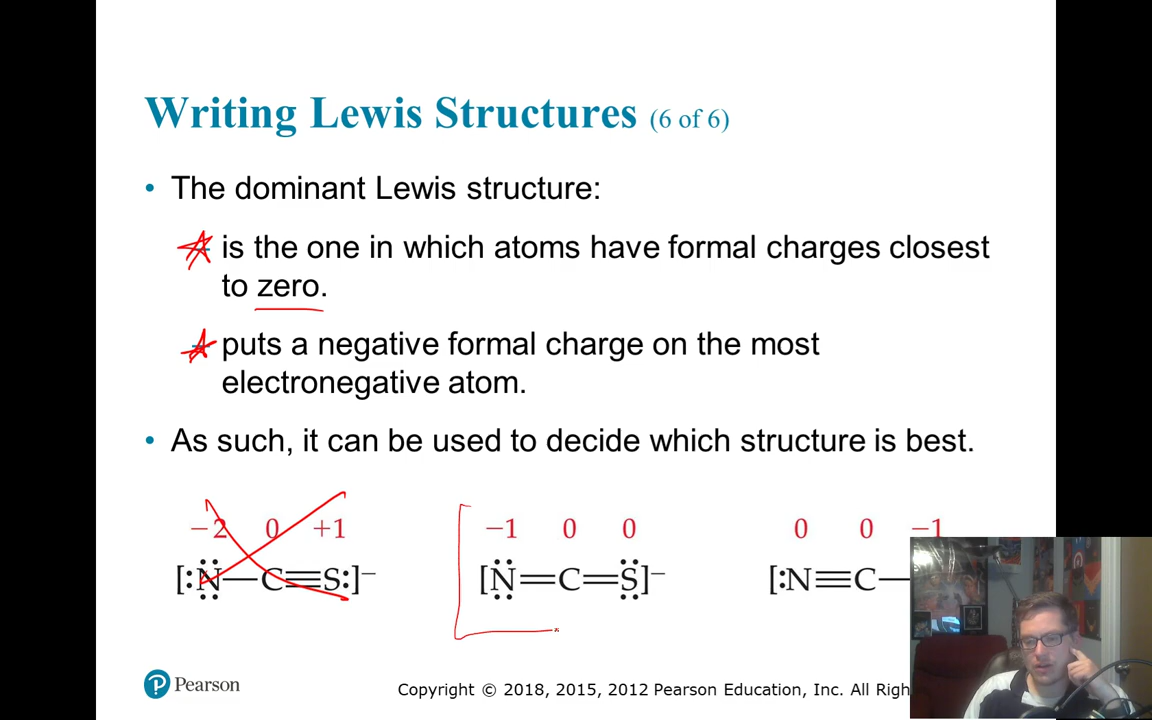 Writing Lewis Structures (6 of 6)
• The dominant Lewis structure:
is the one in which atoms have formal charges closest
to zero.
puts a negative formal charge on the most
electronegative atom.
• As such, it can be used to decide which structure is best.
−2 0 +1 −1 0 0 0 0 −1
[:N̈—C≡S:]⁻ [N̈=C=S̈]⁻ [:N≡C—
P Pearson
Copyright © 2018, 2015, 2012 Pearson Education, Inc. All Righ